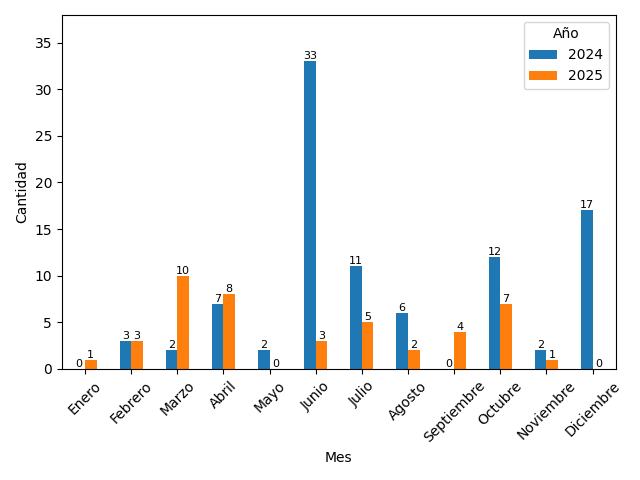 Año
2024
2025
35
30
25
20
15
10
5
0
Cantidad
0 1 3 3 2 10 7 8 2 0 33 3 11 5 6 2 0 4 12 7 2 1 17 0
Enero Febrero Marzo Abril Mayo Junio Julio Agosto Septiembre Octubre Noviembre Diciembre
Mes